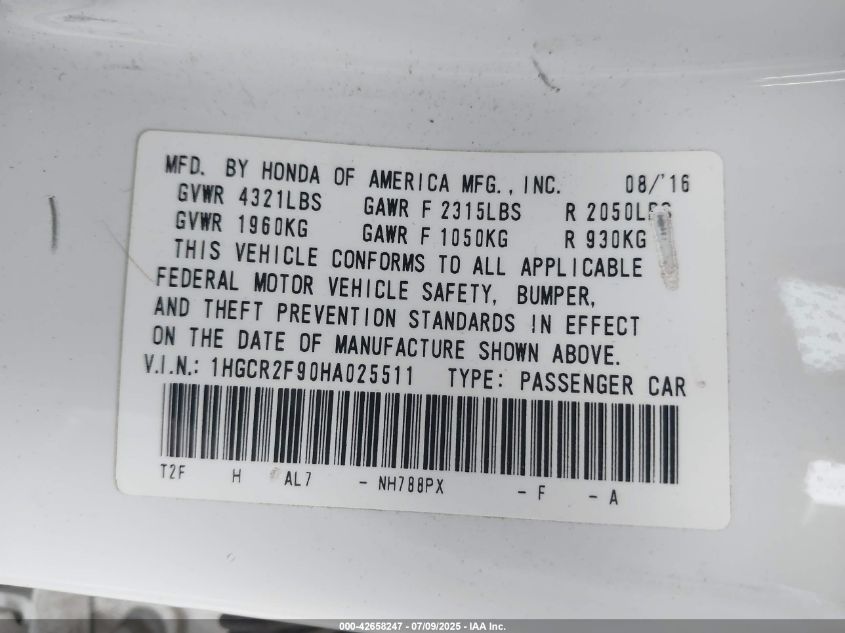 MFD. BY HONDA OF AMERICA MFG., INC. 08/'16
GVWR 4321LBS GAWR F 2315LBS R 2050LBS
GVWR 1960KG GAWR F 1050KG R 930KG
THIS VEHICLE CONFORMS TO ALL APPLICABLE
FEDERAL MOTOR VEHICLE SAFETY, BUMPER,
AND THEFT PREVENTION STANDARDS IN EFFECT
ON THE DATE OF MANUFACTURE SHOWN ABOVE.
V.I.N.: 1HGCR2F90HA025511 TYPE: PASSENGER CAR
T2F H AL7 - NH788PX - F - A
000-42658247 - 07/09/2025 - IAA Inc.